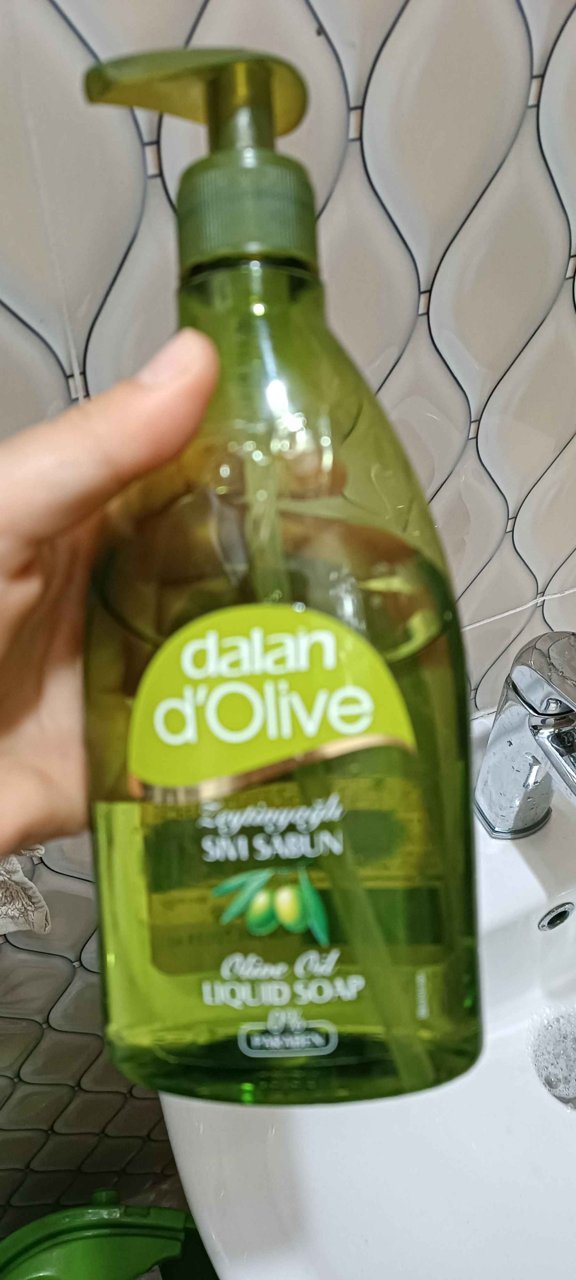 dalan
d'Olive
Zeytinyağlı
SIVI SABUN
Olive Oil
LIQUID SOAP
0%
PARABEN